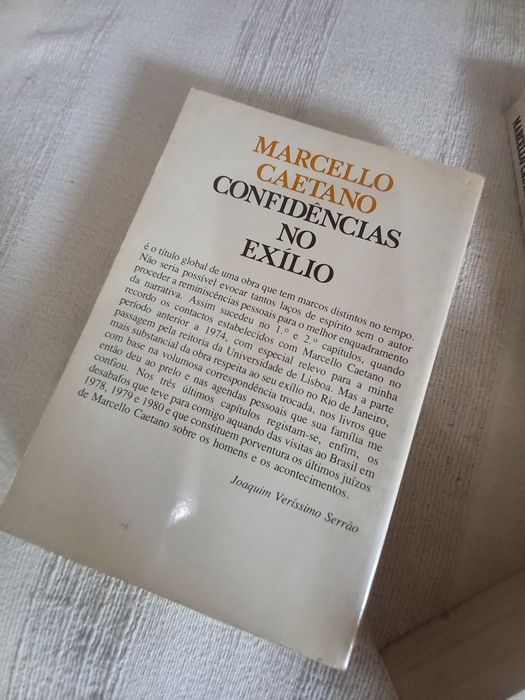 MARCELLO
CAETANO
CONFIDÊNCIAS
NO
EXÍLIO
é o título global de uma obra que tem marcos distintos no tempo.
Não seria possível evocar tantos laços de espírito sem o autor
proceder a reminiscências pessoais para o melhor enquadramento
da narrativa. Assim sucedeu no 1.º e 2.º capítulos, quando
recordo os contactos estabelecidos com Marcello Caetano no
período anterior a 1974, com especial relevo para a minha
passagem pela reitoria da Universidade de Lisboa. Mas a parte
mais substancial da obra respeita ao seu exílio no Rio de Janeiro,
com base na volumosa correspondência trocada, nos livros que
então deu ao prelo e nas agendas pessoais que sua família me
confiou. Nos três últimos capítulos registam-se, enfim, os
desabafos que teve para comigo aquando das visitas ao Brasil em
1978, 1979 e 1980 e que constituem porventura os últimos juízos
de Marcello Caetano sobre os homens e os acontecimentos.
Joaquim Veríssimo Serrão